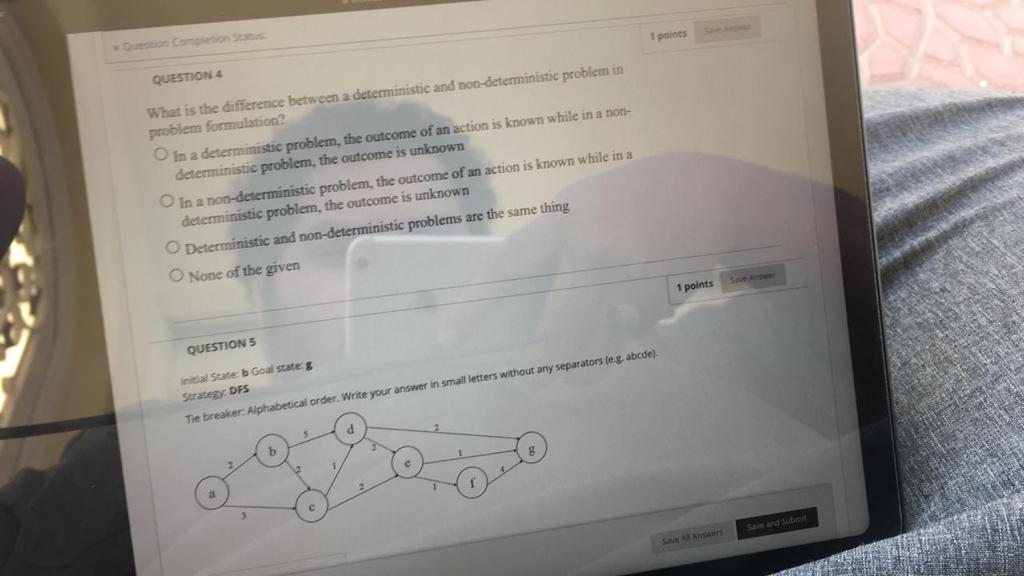 Question Completion Status:
QUESTION 4
1 points
Save Answer
What is the difference between a deterministic and non-deterministic problem in
problem formulation?
In a deterministic problem, the outcome of an action is known while in a non-
deterministic problem, the outcome is unknown
In a non-deterministic problem, the outcome of an action is known while in a
deterministic problem, the outcome is unknown
Deterministic and non-deterministic problems are the same thing
None of the given
QUESTION 5
1 points
Save Answer
Initial State: b Goal state: g
Strategy: DFS
Tie breaker: Alphabetical order. Write your answer in small letters without any separators (e.g. abcde).
d
5
2
b
g
2
2
2
1
1
e
4
a
f
2
1
c
3
Save All Answers
Save and Submit